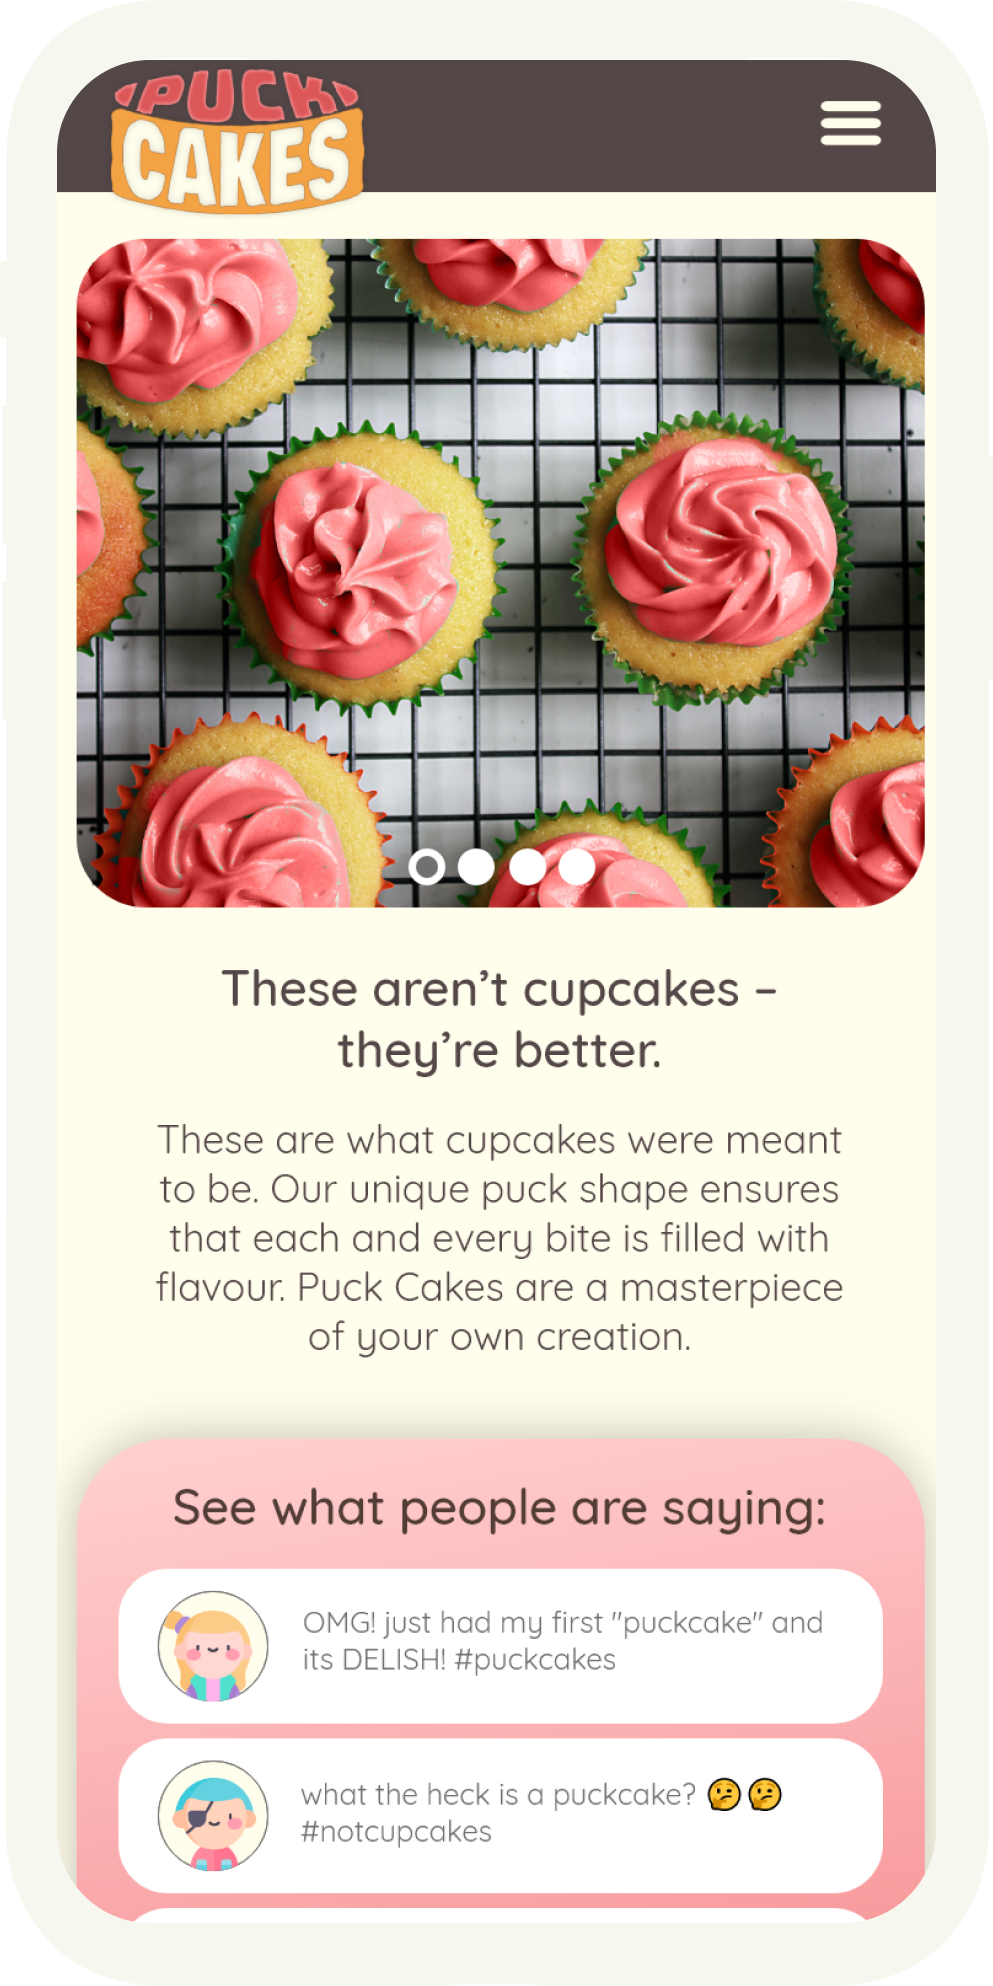 PUCK
CAKES
These aren’t cupcakes –
they’re better.
These are what cupcakes were meant
to be. Our unique puck shape ensures
that each and every bite is filled with
flavour. Puck Cakes are a masterpiece
of your own creation.
See what people are saying:
OMG! just had my first "puckcake" and
its DELISH! #puckcakes
what the heck is a puckcake? 🤔🤔
#notcupcakes